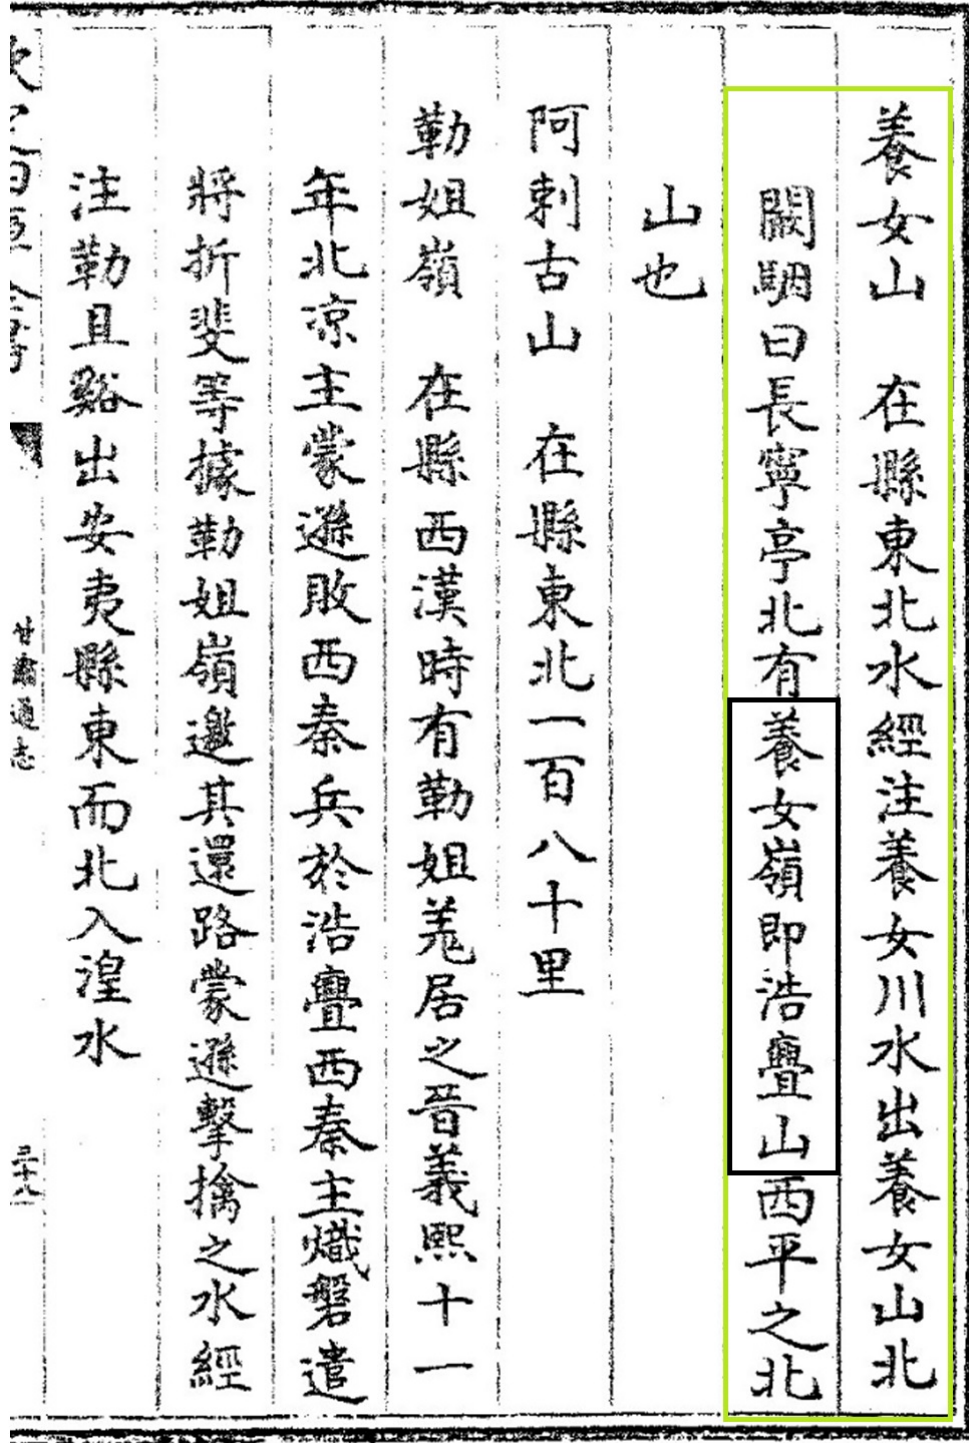 養女山　在縣東北水經注養女川水出養女山北
闞駰曰長寧亭北有養女嶺即浩亹山西平之北
山也
阿剌古山　在縣東北一百八十里
勒姐嶺　在縣西漢時有勒姐羌居之晉義熙十一
年北涼主蒙遜敗西秦兵於浩亹西秦主熾磐遣
將折斐等據勒姐嶺邀其還路蒙遜擊擒之水經
注勒且谿出安夷縣東而北入湟水
甘肅通志
三十八